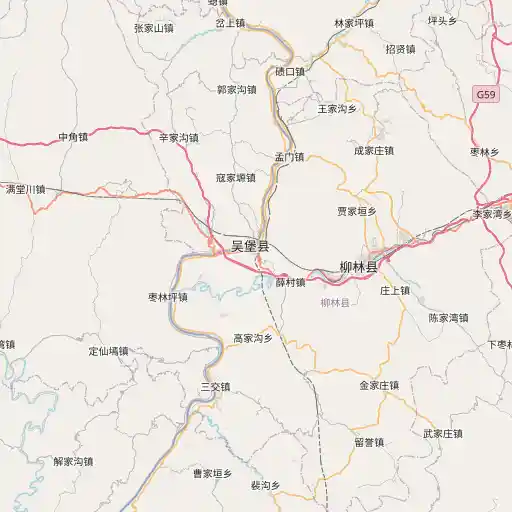 岔上镇
林家坪镇
坪头乡
张家山镇
招贤镇
碛口镇
郭家沟镇
G59
王家沟乡
中角镇
辛家沟镇
成家庄镇
枣林乡
孟门镇
寇家塬镇
满堂川镇
贾家垣乡
李家湾乡
吴堡县
柳林县
薛村镇
庄上镇
枣林坪镇
柳林县
陈家湾镇
高家沟乡
定仙墕镇
下枣林
三交镇
金家庄镇
武家庄镇
留誉镇
解家沟镇
曹家垣乡
裴沟乡